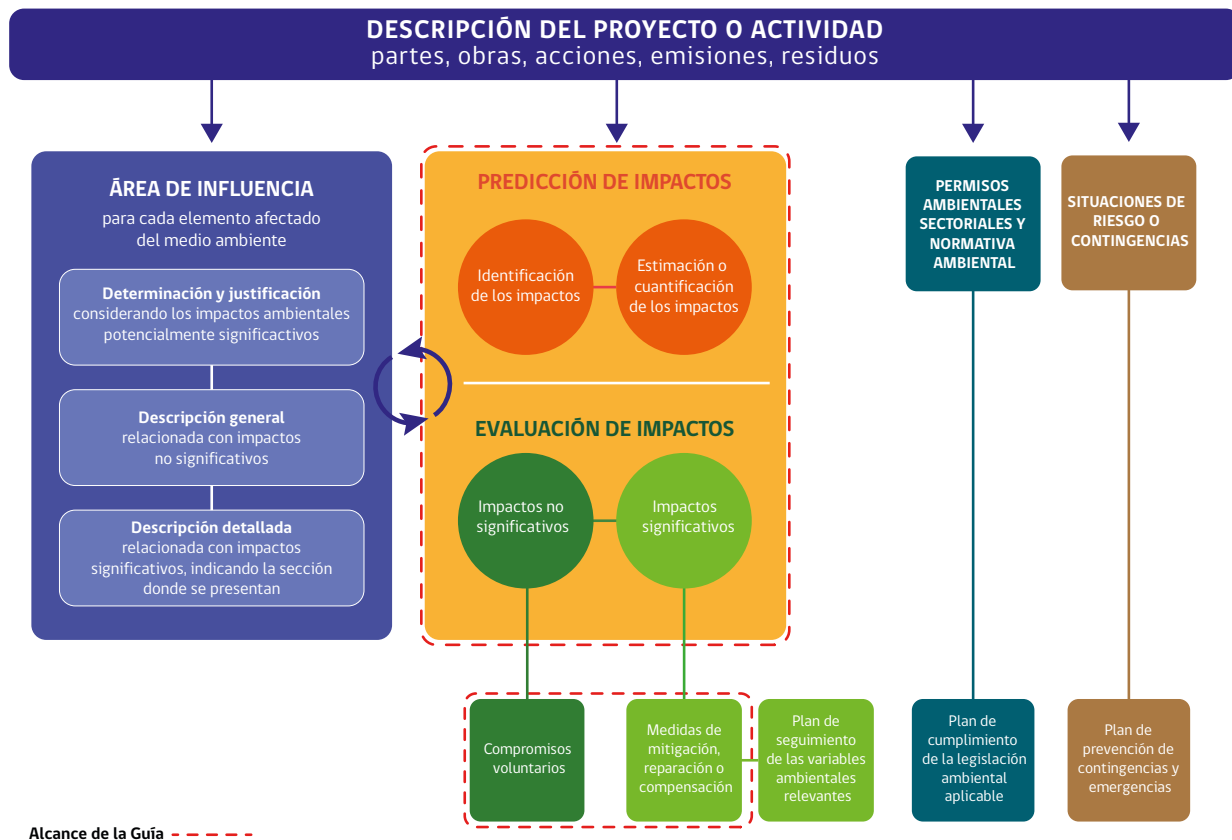 DESCRIPCIÓN DEL PROYECTO O ACTIVIDAD
partes, obras, acciones, emisiones, residuos
ÁREA DE INFLUENCIA
para cada elemento afectado
del medio ambiente
Determinación y justificación
considerando los impactos ambientales
potencialmente significactivos
Descripción general
relacionada con impactos
no significativos
Descripción detallada
relacionada con impactos
significativos, indicando la sección
donde se presentan
PREDICCIÓN DE IMPACTOS
Identificación
de los impactos
Estimación o
cuantificación
de los impactos
EVALUACIÓN DE IMPACTOS
Impactos no
significativos
Impactos
significativos
PERMISOS
AMBIENTALES
SECTORIALES Y
NORMATIVA
AMBIENTAL
SITUACIONES DE
RIESGO O
CONTINGENCIAS
Compromisos
voluntarios
Medidas de
mitigación,
reparación o
compensación
Plan de
seguimiento
de las variables
ambientales
relevantes
Plan de
cumplimiento
de la legislación
ambiental
aplicable
Plan de
prevención de
contingencias y
emergencias
Alcance de la Guía